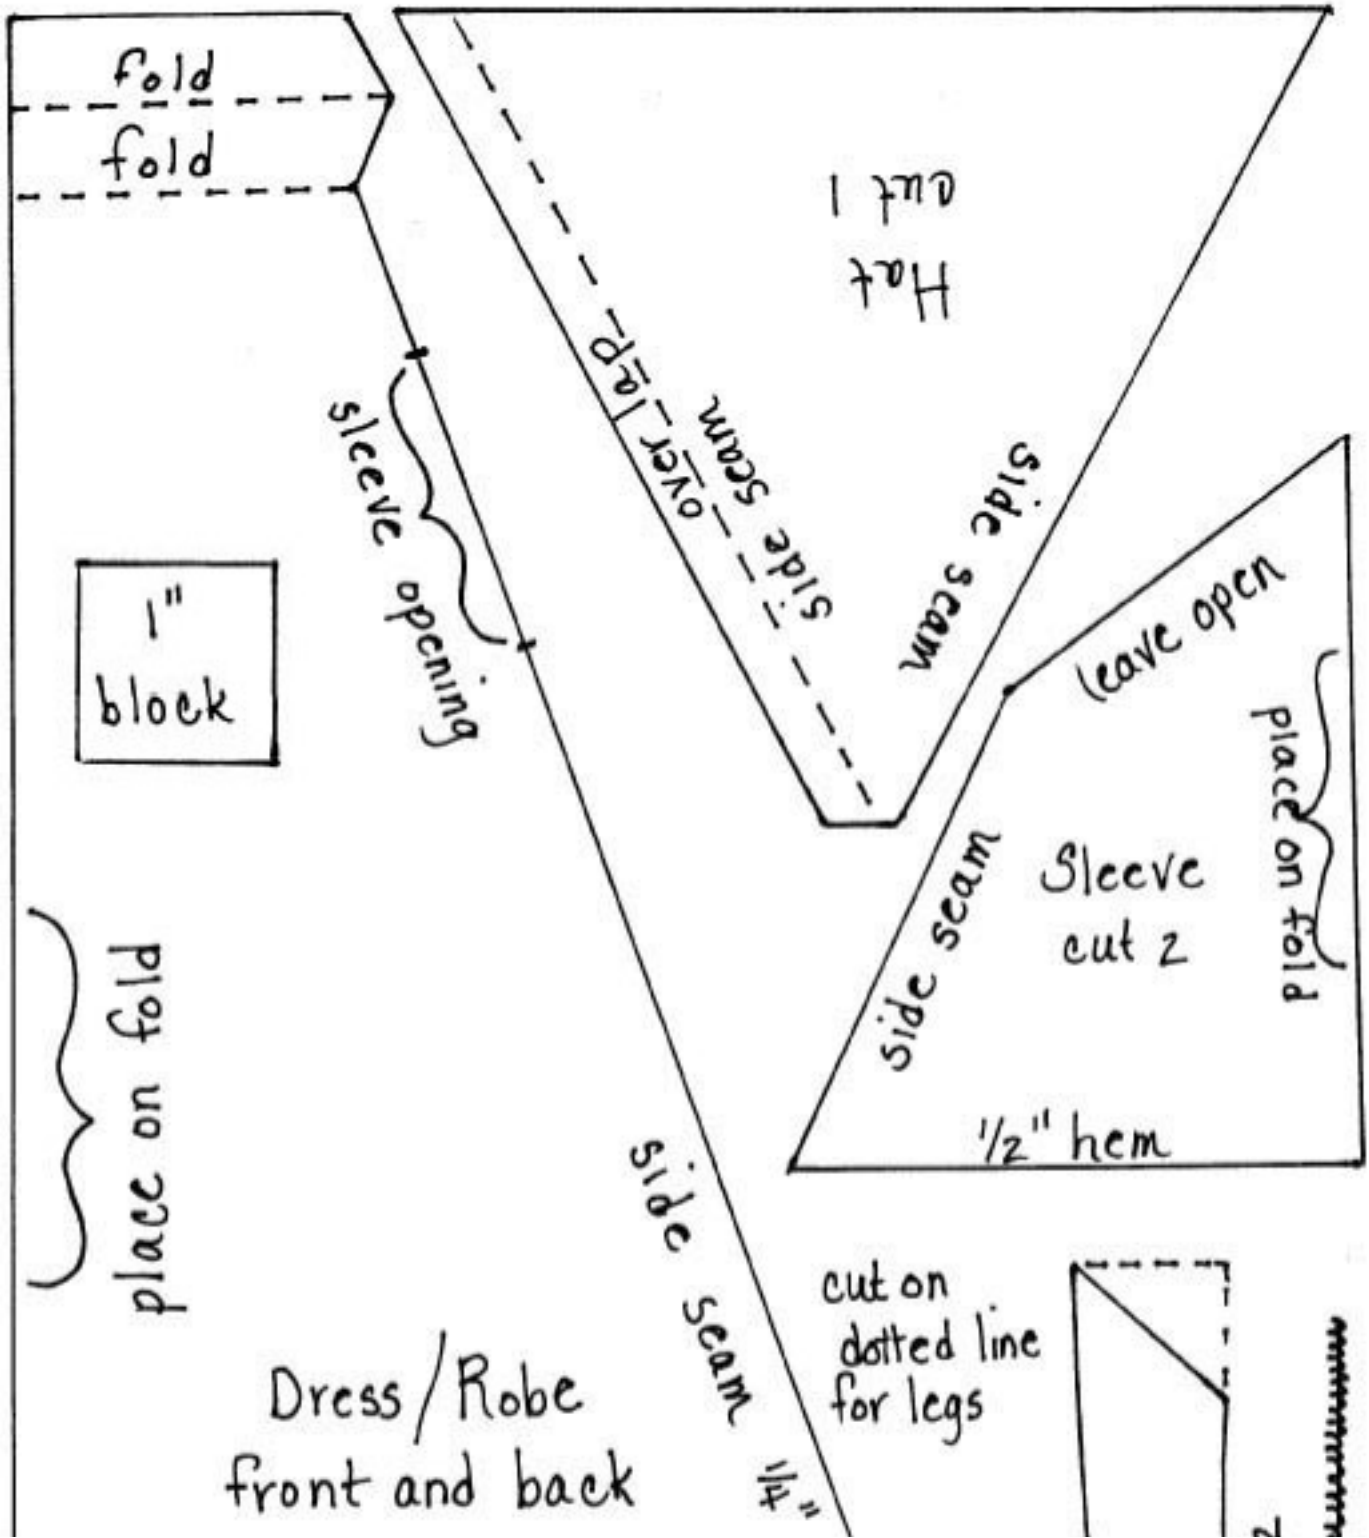 fold
fold
Hat
cut 1
over lap
side seam
side seam
sleeve opening
1"
block
leave open
place on fold
side seam
Sleeve
cut 2
1/2" hem
place on fold
side seam 1/4"
cut on
dotted line
for legs
Dress/Robe
front and back
2